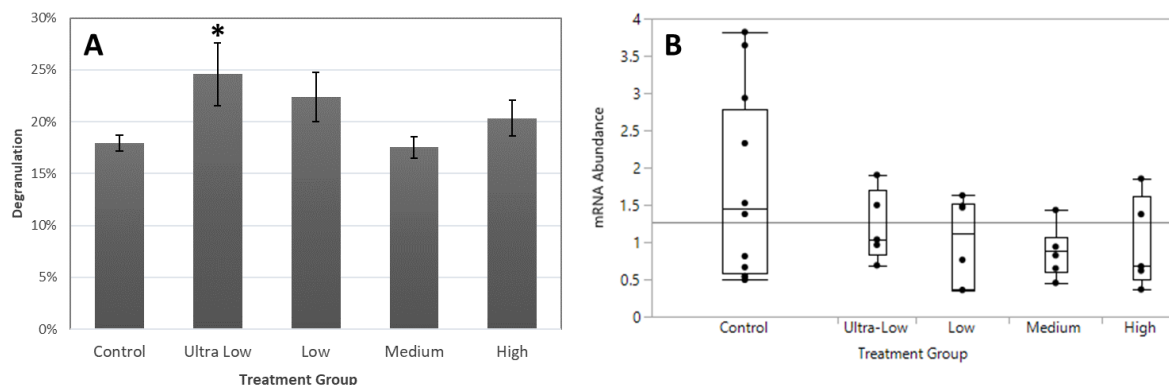 A
*
30%
25%
20%
15%
10%
5%
0%
Degranulation
Control Ultra Low Low Medium High
Treatment Group
B
4
3.5
3
2.5
2
1.5
1
0.5
0
mRNA Abundance
Control Ultra-Low Low Medium High
Treatment Group